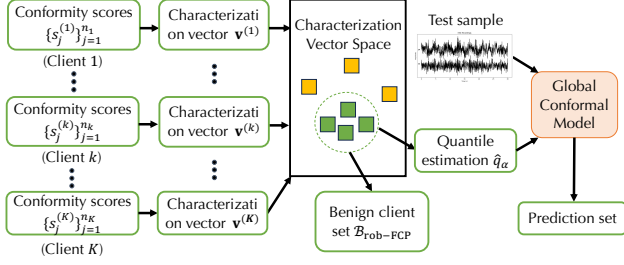 Conformity scores
{s_j^{(1)}}_{j=1}^{n_1}
(Client 1)
Characterizati
on vector v^{(1)}
Conformity scores
{s_j^{(k)}}_{j=1}^{n_k}
(Client k)
Characterizati
on vector v^{(k)}
Conformity scores
{s_j^{(K)}}_{j=1}^{n_K}
(Client K)
Characterizati
on vector v^{(K)}
Characterization
Vector Space
Benign client
set ℬ_{rob−FCP}
Test sample
Quantile
estimation q̂_α
Global
Conformal
Model
Prediction set